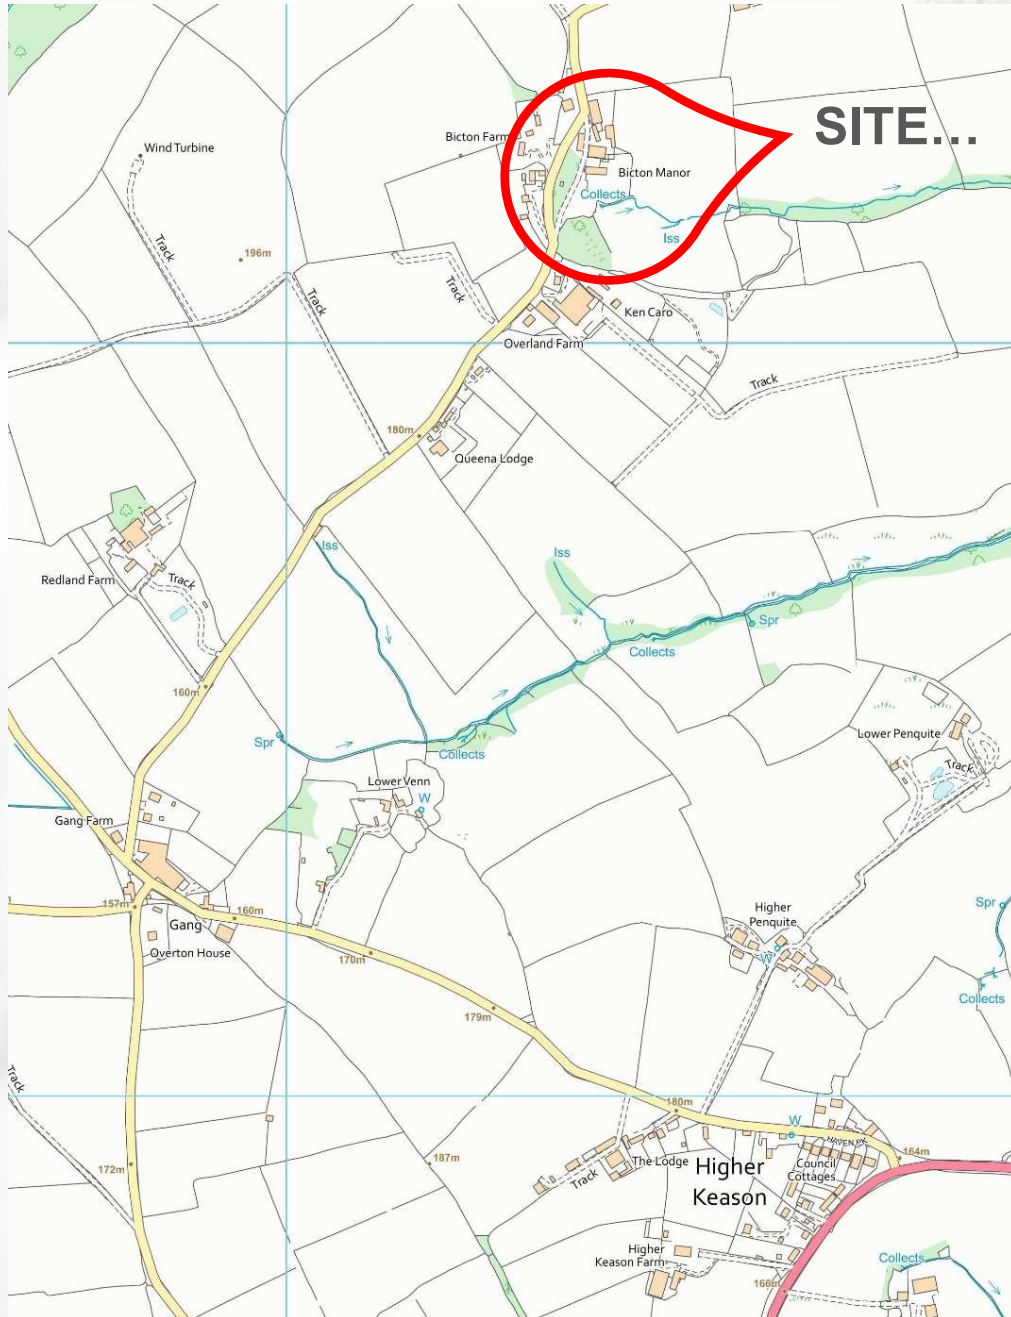 SITE...
Bicton Farm
Wind Turbine
Bicton Manor
Collects
Iss
Track
196m
Track
Track
Ken Caro
Overland Farm
Track
180m
Queena Lodge
Iss
Iss
Redland Farm
Track
Spr
Collects
160m
Spr
Collects
Lower Penquite
Track
Lower Venn
W
Gang Farm
Higher
Penquite
W
Spr
157m
160m
Gang
Overton House
170m
Collects
179m
Track
180m
W
HAVEN PK
164m
172m
187m
The Lodge
Track
Higher
Keason
Council
Cottages
Higher
Keason Farm
Collects
166m